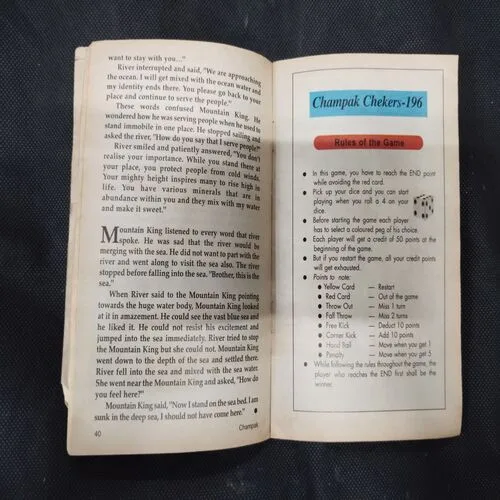 want to stay with you..."
River interrupted and said, "We are approaching
the ocean. I will get mixed with the ocean water and
my identity ends there. You please go back to your
place and continue to serve the people."
These words confused Mountain King. He
wondered how he was serving people when he used to
stand immobile in one place. He stopped sailing and
asked the river, "How do you say that I serve people?"
River smiled and patiently answered, "You don't
realise your importance. While you stand there at
your place, you protect people from cold winds.
Your mighty height inspires many to rise high in
life. You have various minerals that are in
abundance within you and they mix with my water
and make it sweet."
Mountain King listened to every word that river
spoke. He was sad that the river would be
merging with the sea. He did not want to part with the
river and went along to visit the sea also. The river
stopped before falling into the sea. "Brother, this is the
sea."
When River said to the Mountain King pointing
towards the huge water body, Mountain King looked
at it in amazement. He could see the vast blue sea and
he liked it. He could not resist his excitement and
jumped into the sea immediately. River tried to stop
the Mountain King but she could not. Mountain King
went down to the depth of the sea and settled there.
River fell into the sea and mixed with the sea water.
She went near the Mountain King and asked, "How do
you feel here?"
Mountain King said, "Now I stand on the sea bed. I am
sunk in the deep sea, I should not have come here." ●
40
Champak
Champak Chekers-196
Rules of the Game
● In this game, you have to reach the END point
while avoiding the red card.
● Pick up your dice and you can start
playing when you roll a 4 on your
dice.
● Before starting the game each player
has to select a coloured peg of his choice.
● Each player will get a credit of 50 points at the
beginning of the game.
● But if you restart the game, all your credit points
will get exhausted.
● Points to note:
● Yellow Card — Restart
● Red Card — Out of the game
● Throw Out — Miss 1 turn
● Fall Throw — Miss 2 turns
● Free Kick — Deduct 10 points
● Corner Kick — Add 10 points
● Hand Ball — Move when you get 1
● Penalty — Move when you get 5
● While following the rules throughout the game, the
player who reaches the END first shall be the
winner.